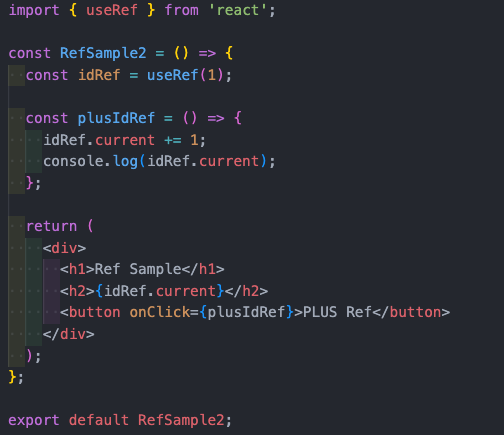 import { useRef } from 'react';

const RefSample2 = () => {
  const idRef = useRef(1);

  const plusIdRef = () => {
    idRef.current += 1;
    console.log(idRef.current);
  };

  return (
    <div>
      <h1>Ref Sample</h1>
      <h2>{idRef.current}</h2>
      <button onClick={plusIdRef}>PLUS Ref</button>
    </div>
  );
};

export default RefSample2;